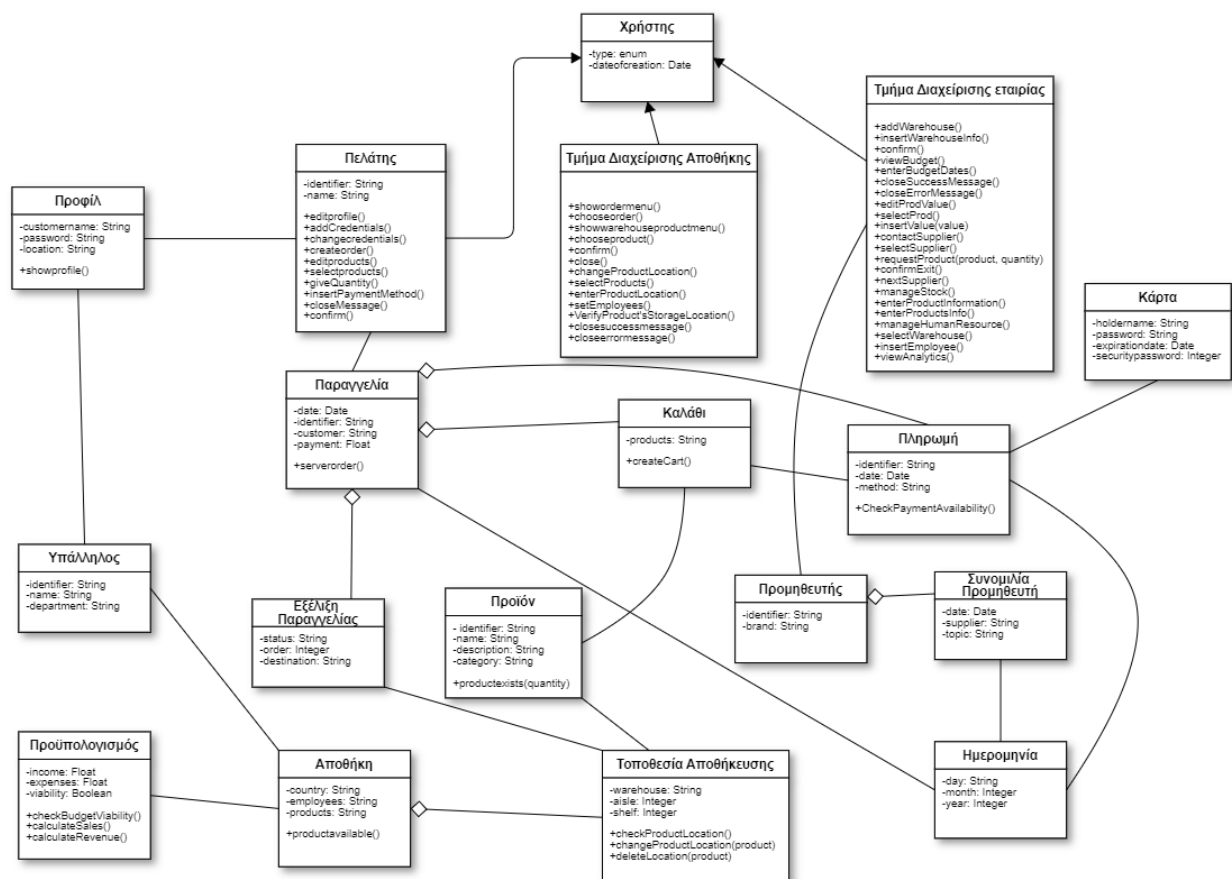 Χρήστης
-type: enum
-dateofcreation: Date
Τμήμα Διαχείρισης εταιρίας
+addWarehouse()
+insertWarehouseInfo()
+confirm()
+viewBudget()
+enterBudgetDates()
+closeSuccessMessage()
+closeErrorMessage()
+editProdValue()
+selectProd()
+insertValue(value)
+contactSupplier()
+selectSupplier()
+requestProduct(product, quantity)
+confirmExit()
+nextSupplier()
+manageStock()
+enterProductInformation()
+enterProductsInfo()
+manageHumanResource()
+selectWarehouse()
+insertEmployee()
+viewAnalytics()
Πελάτης
-identifier: String
-name: String
+editprofile()
+addCredentials()
+changecredentials()
+createorder()
+editproducts()
+selectproducts()
+giveQuantity()
+insertPaymentMethod()
+closeMessage()
+confirm()
Τμήμα Διαχείρισης Αποθήκης
+showordermenu()
+chooseorder()
+showwarehouseproductmenu()
+chooseproduct()
+confirm()
+close()
+changeProductLocation()
+selectProducts()
+enterProductLocation()
+setEmployees()
+VerifyProduct'sStorageLocation()
+closesuccessmessage()
+closeerrormessage()
Προφίλ
-customername: String
-password: String
-location: String
+showprofile()
Κάρτα
-holdername: String
-password: String
-expirationdate: Date
-securitypassword: Integer
Παραγγελία
-date: Date
-identifier: String
-customer: String
-payment: Float
+serverorder()
Καλάθι
-products: String
+createCart()
Πληρωμή
-identifier: String
-date: Date
-method: String
+CheckPaymentAvailability()
Υπάλληλος
-identifier: String
-name: String
-department: String
Εξέλιξη
Παραγγελίας
-status: String
-order: Integer
-destination: String
Προϊόν
- identifier: String
-name: String
-description: String
-category: String
+productexists(quantity)
Προμηθευτής
-identifier: String
-brand: String
Συνομιλία
Προμηθευτή
-date: Date
-supplier: String
-topic: String
Προϋπολογισμός
-income: Float
-expenses: Float
-viability: Boolean
+checkBudgetViability()
+calculateSales()
+calculateRevenue()
Αποθήκη
-country: String
-employees: String
-products: String
+productavailable()
Τοποθεσία Αποθήκευσης
-warehouse: String
-aisle: Integer
-shelf: Integer
+checkProductLocation()
+changeProductLocation(product)
+deleteLocation(product)
Ημερομηνία
-day: String
-month: Integer
-year: Integer